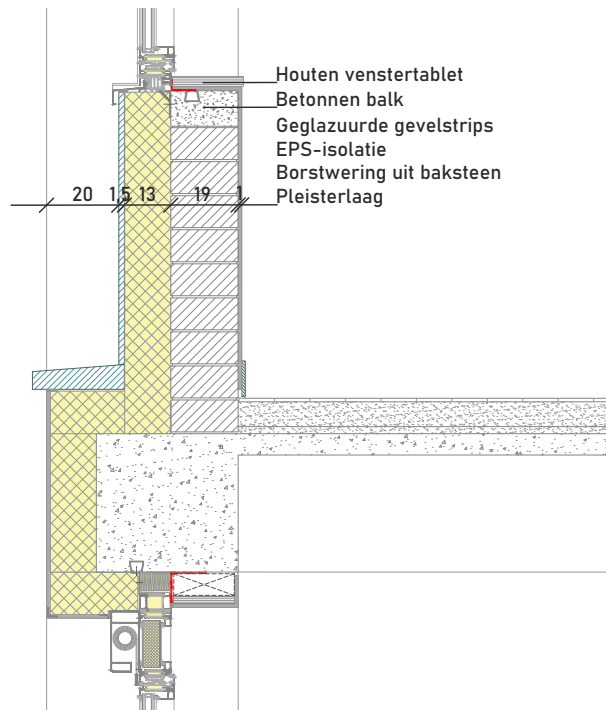 Houten venstertablet
Betonnen balk
Geglazuurde gevelstrips
EPS-isolatie
Borstwering uit baksteen
Pleisterlaag
20 1,5 13 19 1